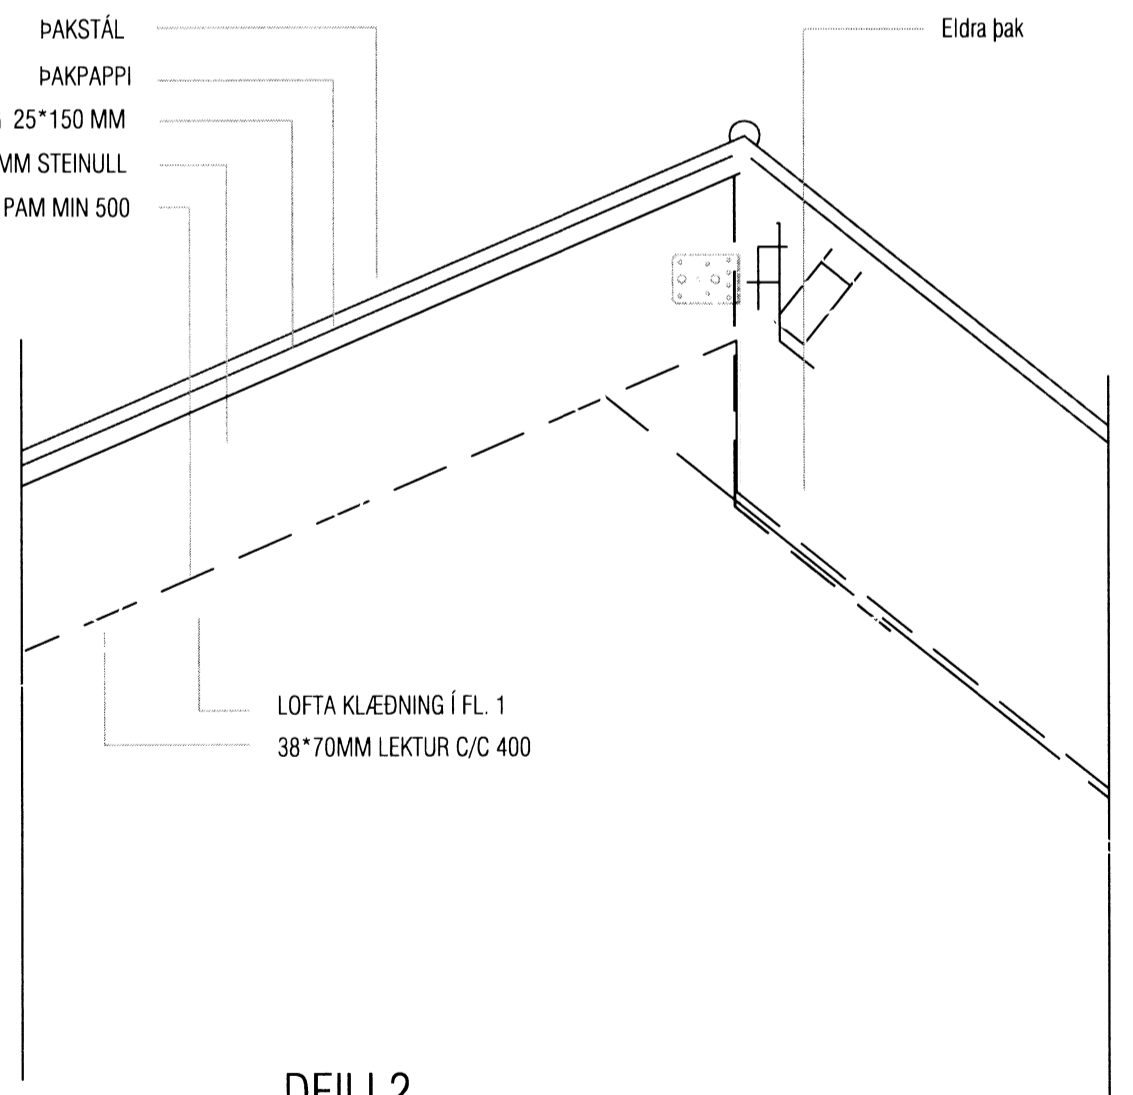 ÞAKSTÁL
Eldra þak
ÞAKPAPPI
25*150 MM
MM STEINULL
PAM MIN 500
LOFTA KLÆÐNING Í FL. 1
38*70MM LEKTUR C/C 400
DEILI 2